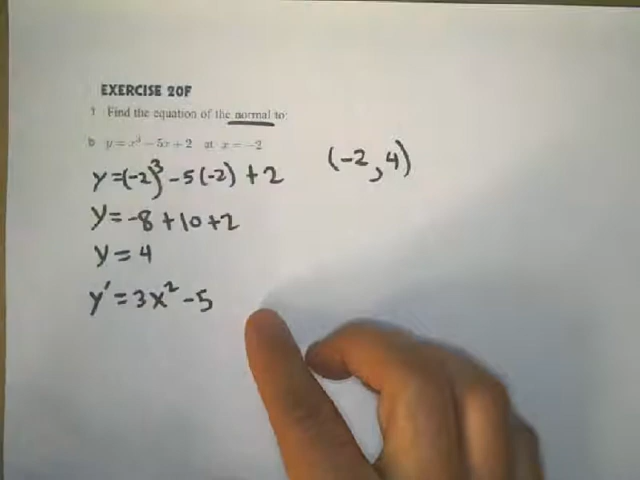 EXERCISE 20F
1 Find the equation of the normal to:
b y = x³ − 5x + 2 at x = −2
y=(-2)³ -5(-2) +2 (-2,4)
y= -8 +10 +2
y = 4
y' = 3x² -5